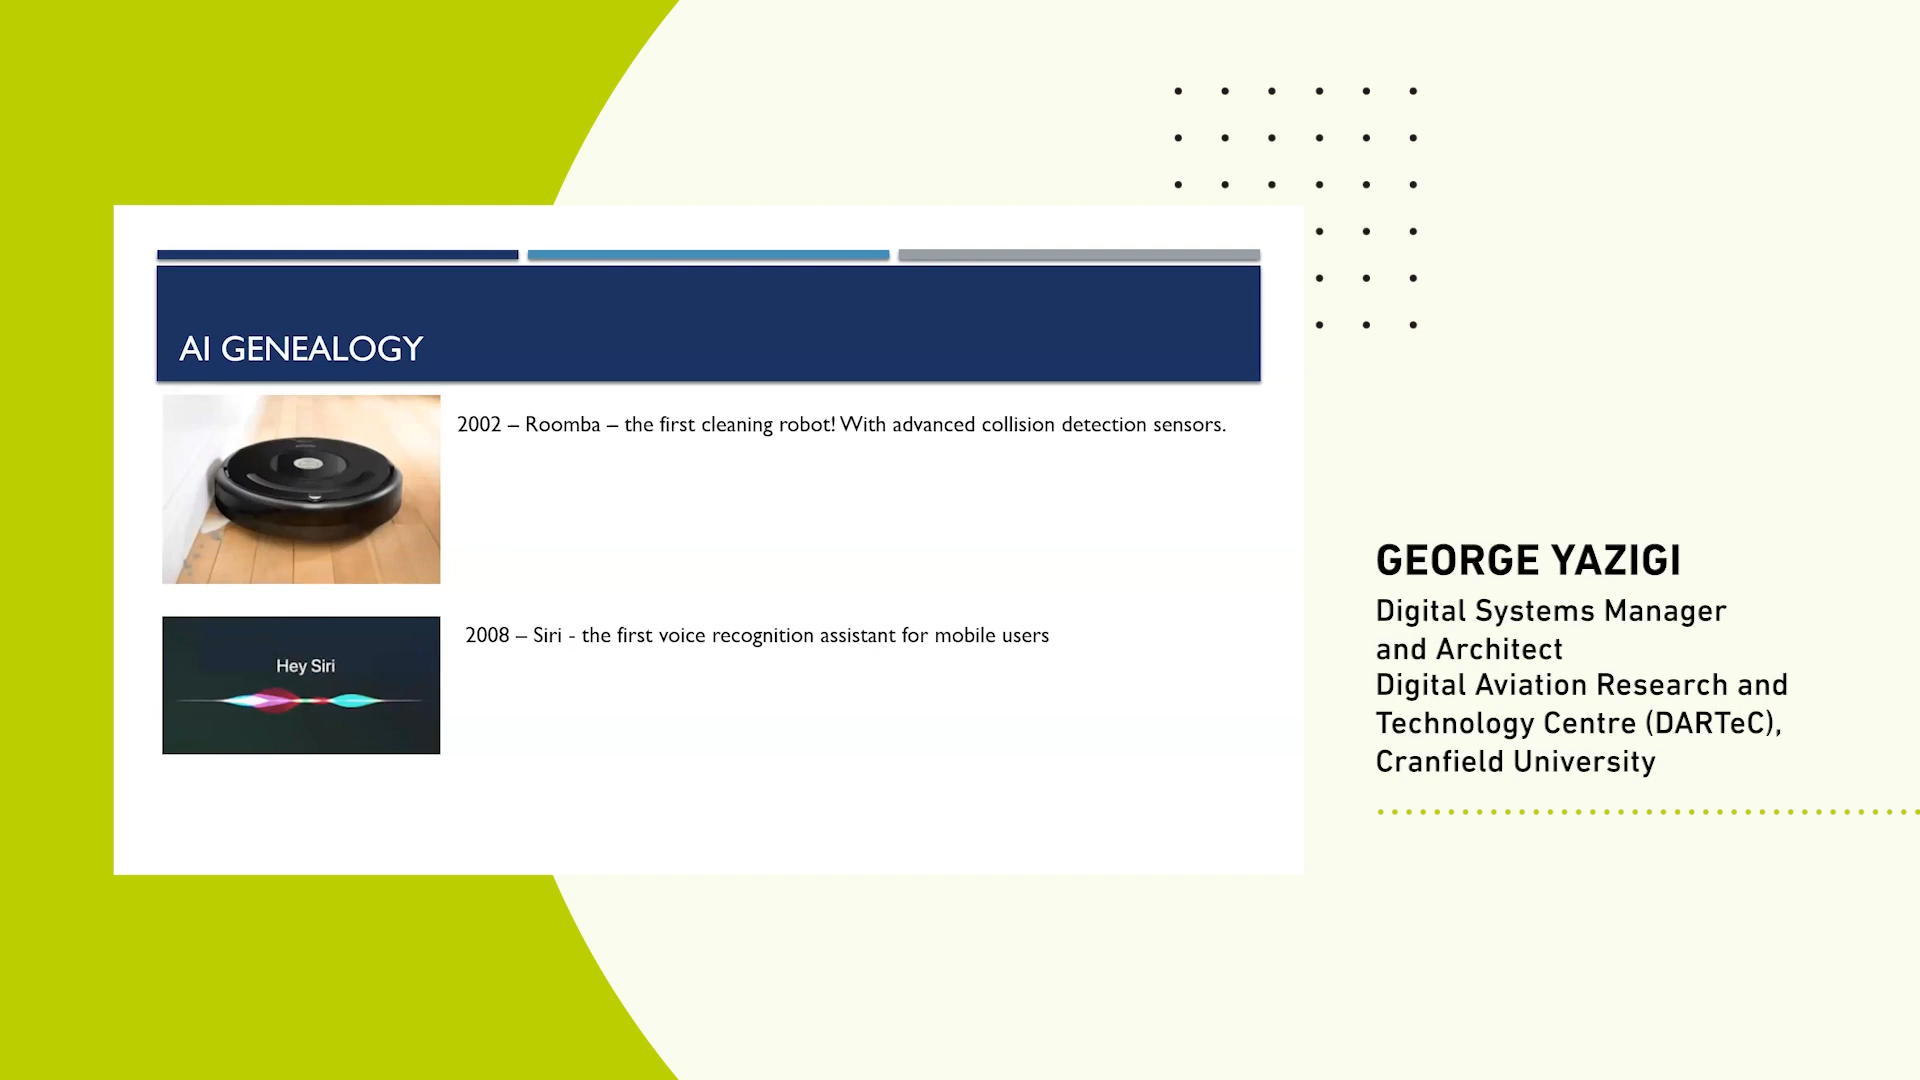 AI GENEALOGY
2002 – Roomba – the first cleaning robot! With advanced collision detection sensors.
Hey Siri
2008 – Siri - the first voice recognition assistant for mobile users
GEORGE YAZIGI
Digital Systems Manager
and Architect
Digital Aviation Research and
Technology Centre (DARTeC),
Cranfield University